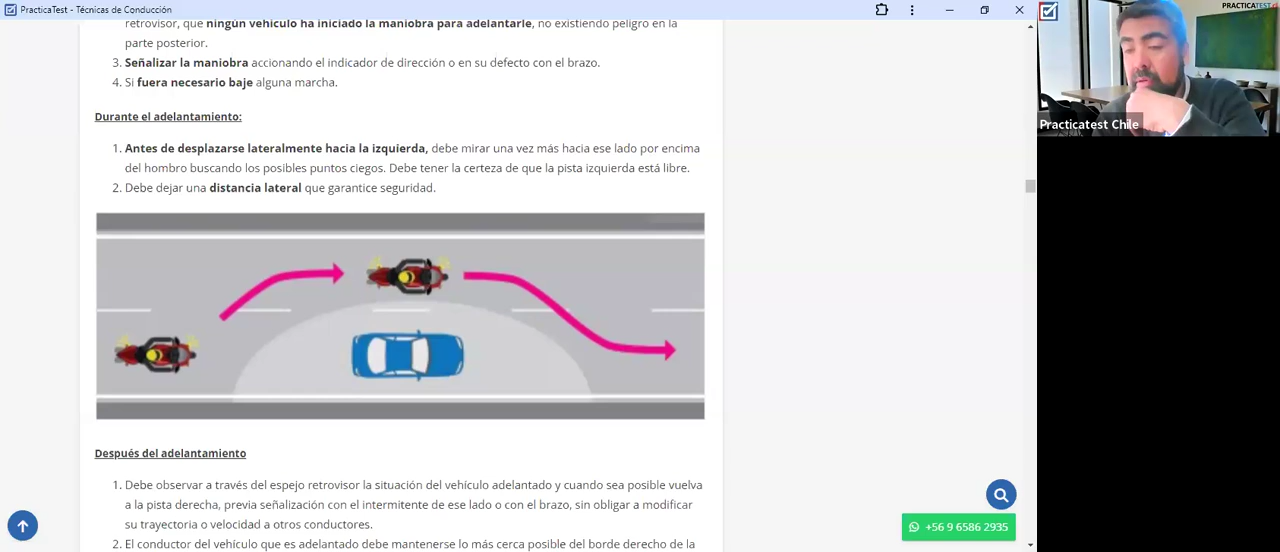 PracticaTest - Técnicas de Conducción
PRACTICATEST.cl
Practicatest Chile
retrovisor, que ningún vehículo ha iniciado la maniobra para adelantarle, no existiendo peligro en la
parte posterior.
3. Señalizar la maniobra accionando el indicador de dirección o en su defecto con el brazo.
4. Si fuera necesario baje alguna marcha.
Durante el adelantamiento:
1. Antes de desplazarse lateralmente hacia la izquierda, debe mirar una vez más hacia ese lado por encima
del hombro buscando los posibles puntos ciegos. Debe tener la certeza de que la pista izquierda está libre.
2. Debe dejar una distancia lateral que garantice seguridad.
Después del adelantamiento
1. Debe observar a través del espejo retrovisor la situación del vehículo adelantado y cuando sea posible vuelva
a la pista derecha, previa señalización con el intermitente de ese lado o con el brazo, sin obligar a modificar
su trayectoria o velocidad a otros conductores.
2. El conductor del vehículo que es adelantado debe mantenerse lo más cerca posible del borde derecho de la
+56 9 6586 2935